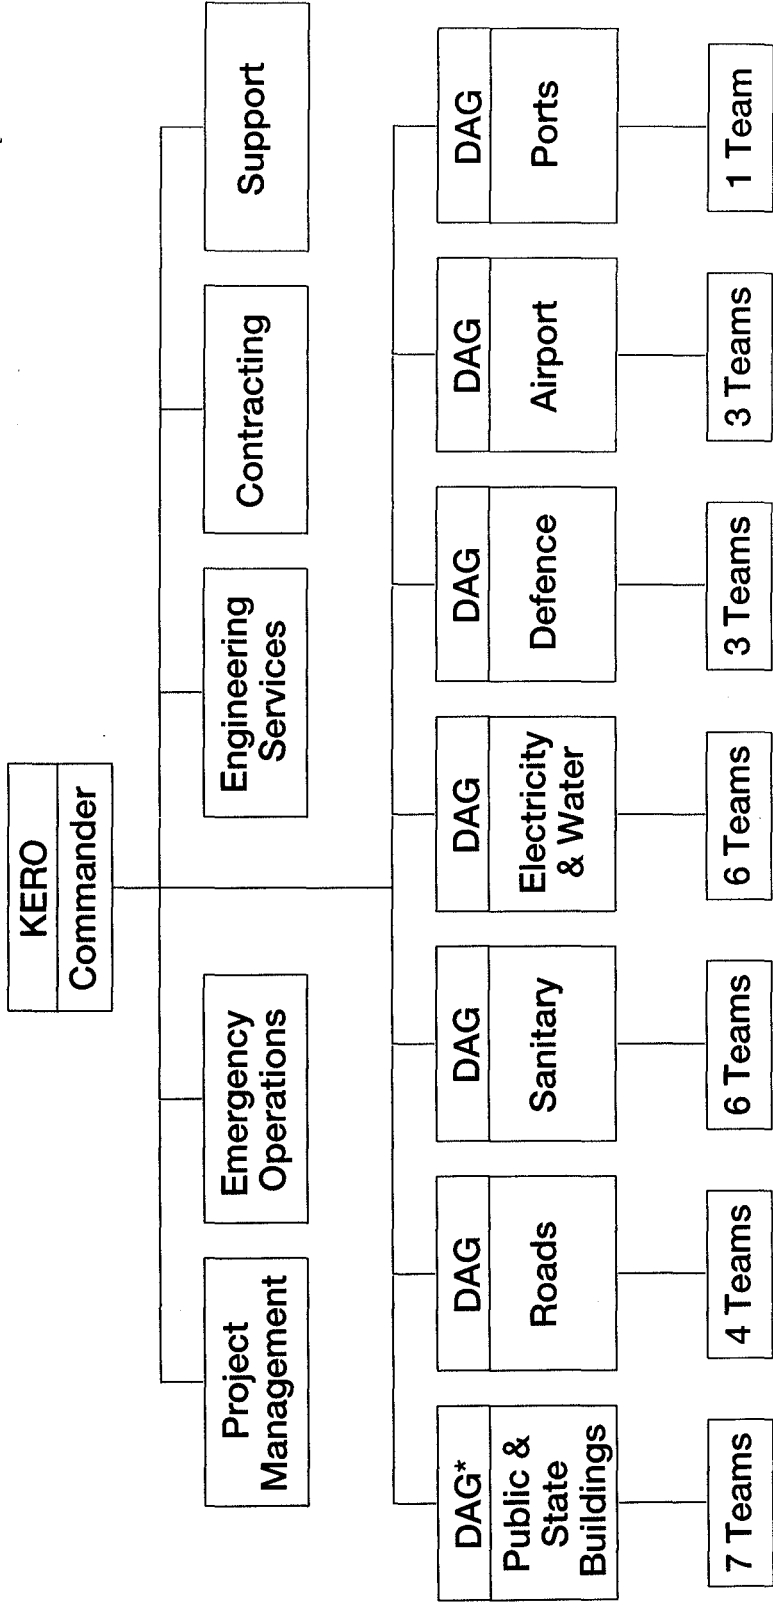 KERO
Commander
Project
Management
Emergency
Operations
Engineering
Services
Contracting
Support
DAG*
Public &
State
Buildings
DAG
Roads
DAG
Sanitary
DAG
Electricity
& Water
DAG
Defence
DAG
Airport
DAG
Ports
7 Teams
4 Teams
6 Teams
6 Teams
3 Teams
3 Teams
1 Team